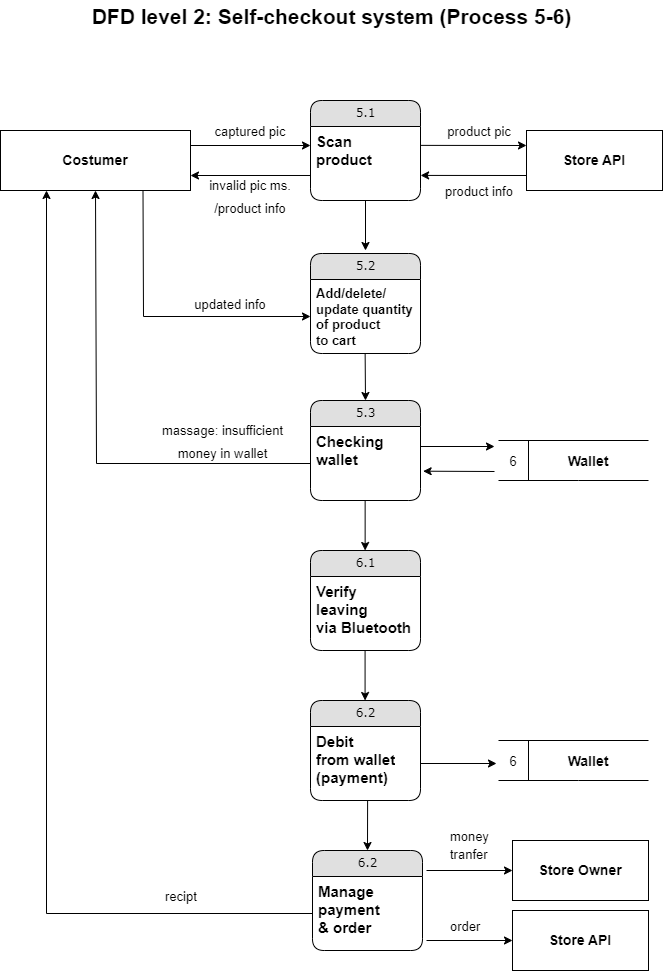 DFD level 2: Self-checkout system (Process 5-6)
5.1
captured pic
product pic
Costumer
Scan
product
Store API
invalid pic ms.
/product info
product info
5.2
updated info
Add/delete/
update quantity
of product
to cart
5.3
massage: insufficient
money in wallet
Checking
wallet
6
Wallet
6.1
Verify
leaving
via Bluetooth
6.2
Debit
from wallet
(payment)
6
Wallet
6.2
money
tranfer
Store Owner
recipt
Manage
payment
& order
order
Store API